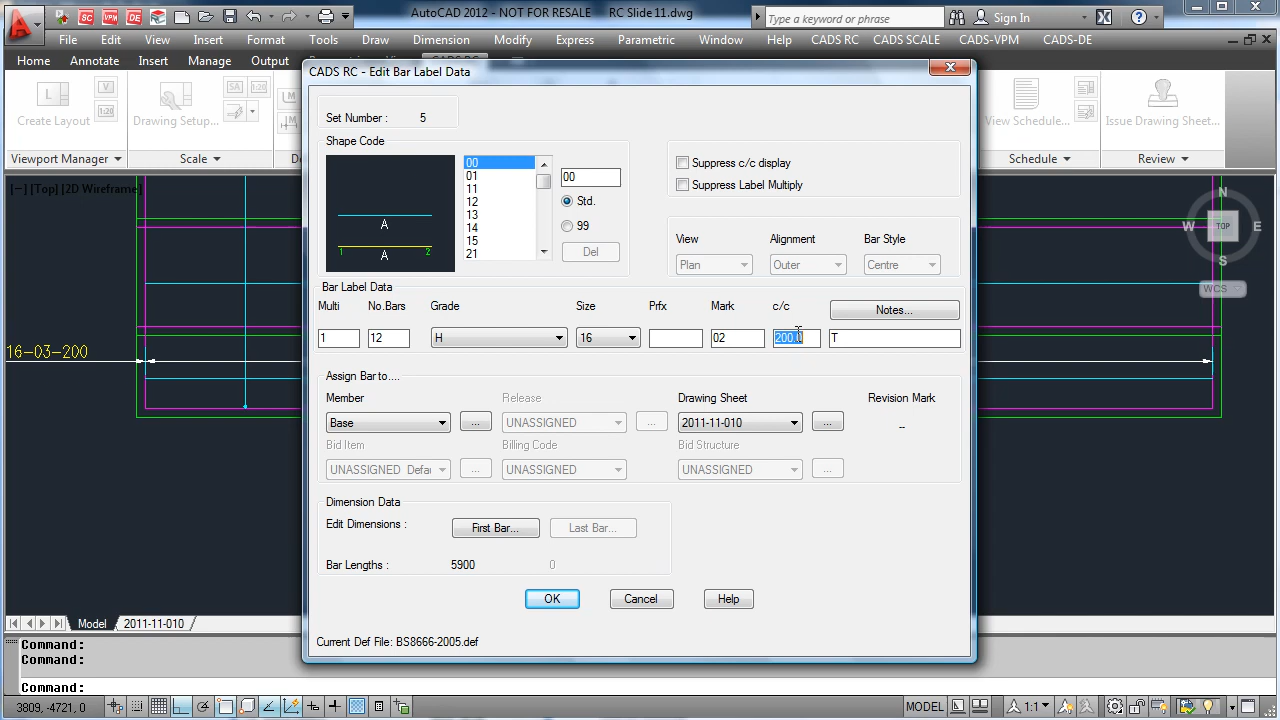 AutoCAD 2012 - NOT FOR RESALE RC Slide 11.dwg
Type a keyword or phrase
Sign In
File Edit View Insert Format Tools Draw Dimension Modify Express Parametric Window Help CADS RC CADS SCALE CADS-VPM CADS-DE
Home Annotate Insert Manage Output
Create Layout V 1:20 Drawing Setup... SA 1:20
View Schedule... Issue Drawing Sheet...
Viewport Manager Scale Schedule Review
[−] [Top] [2D Wireframe]
16-03-200
N
W TOP E
S
WCS
CADS RC - Edit Bar Label Data
Set Number : 5
Shape Code
A
1 2
A
00
01
11
12
13
14
15
21
00
Std.
99
Del
Suppress c/c display
Suppress Label Multiply
View Alignment Bar Style
Plan Outer Centre
Bar Label Data
Multi No.Bars Grade Size Prfx Mark c/c Notes...
1 12 H 16 02 200.0 T
Assign Bar to....
Member Release Drawing Sheet Revision Mark
Base ... UNASSIGNED ... 2011-11-010 ... --
Bid Item Billing Code Bid Structure
UNASSIGNED ... UNASSIGNED UNASSIGNED ...
Dimension Data
Edit Dimensions : First Bar... Last Bar...
Bar Lengths : 5900 0
OK Cancel Help
Current Def File: BS8666-2005.def
Model 2011-11-010
Command:
Command:
Command:
3809, -4721, 0 MODEL 1:1